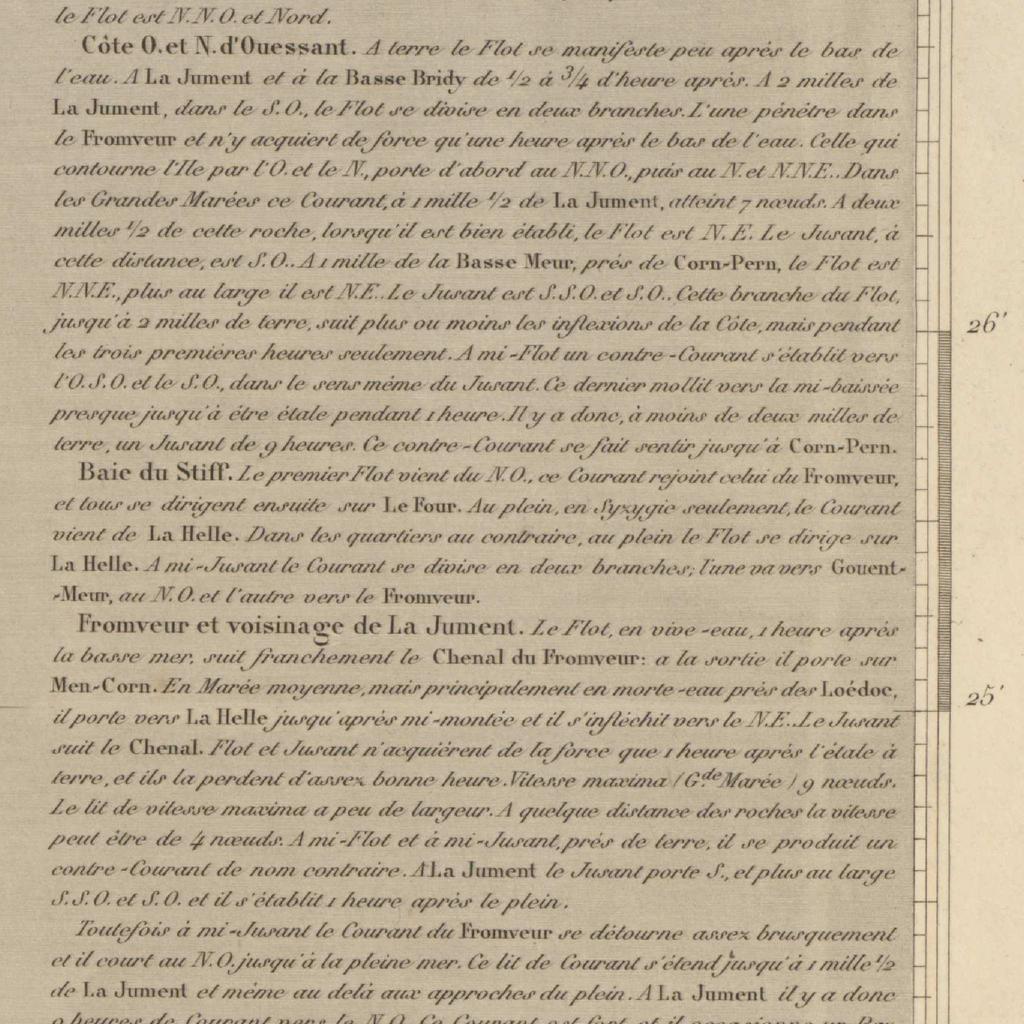 le Flot est N.N.O. et Nord.
Côte O. et N. d'Ouessant. A terre le Flot se manifeste peu après le bas de
l'eau. A La Jument et à la Basse Bridy de 1/2 à 3/4 d'heure après. A 2 milles de
La Jument, dans le S.O., le Flot se divise en deux branches. L'une pénètre dans
le Fromveur et n'y acquiert de force qu'une heure après le bas de l'eau. Celle qui
contourne l'Ile par l'O. et le N., porte d'abord au N.N.O., puis au N. et N.N.E.. Dans
les Grandes Marées ce Courant, à 1 mille 1/2 de La Jument, atteint 7 nœuds. A deux
milles 1/2 de cette roche, lorsqu'il est bien établi, le Flot est N.E. Le Jusant, à
cette distance, est S.O.. A 1 mille de la Basse Meur, près de Corn-Pern, le Flot est
N.N.E., plus au large il est N.E.. Le Jusant est S.S.O. et S.O.. Cette branche du Flot,
jusqu'à 2 milles de terre, suit plus ou moins les inflexions de la Côte, mais pendant
26'
les trois premières heures seulement. A mi-Flot un contre-Courant s'établit vers
l'O.S.O. et le S.O., dans le sens même du Jusant. Ce dernier mollit vers la mi-baissée
presque jusqu'à être étale pendant 1 heure. Il y a donc, à moins de deux milles de
terre, un Jusant de 9 heures. Ce contre-Courant se fait sentir jusqu'à Corn-Pern.
Baie du Stiff. Le premier Flot vient du N.O., ce Courant rejoint celui du Fromveur,
et tous se dirigent ensuite sur Le Four. Au plein, en Syzygie seulement, le Courant
vient de La Helle. Dans les quartiers au contraire, au plein le Flot se dirige sur
La Helle. A mi-Jusant le Courant se divise en deux branches; l'une va vers Gouent-
-Meur, au N.O. et l'autre vers le Fromveur.
Fromveur et voisinage de La Jument. Le Flot, en vive-eau, 1 heure après
la basse mer, suit franchement le Chenal du Fromveur: a la sortie il porte sur
Men-Corn. En Marée moyenne, mais principalement en morte-eau près des Loédoc,
25'
il porte vers La Helle jusqu'après mi-montée et il s'infléchit vers le N.E.. Le Jusant
suit le Chenal. Flot et Jusant n'acquièrent de la force que 1 heure après l'étale à
terre, et ils la perdent d'assez bonne heure. Vitesse maxima (G.de Marée) 9 nœuds.
Le lit de vitesse maxima a peu de largeur. A quelque distance des roches la vitesse
peut être de 4 nœuds. A mi-Flot et à mi-Jusant, près de terre, il se produit un
contre-Courant de nom contraire. A La Jument le Jusant porte S., et plus au large
S.S.O. et S.O. et il s'établit 1 heure après le plein.
Toutefois à mi-Jusant le Courant du Fromveur se détourne assez brusquement
et il court au N.O. jusqu'à la pleine mer. Ce lit de Courant s'étend jusqu'à 1 mille 1/2
de La Jument et même au delà aux approches du plein. A La Jument il y a donc
9 heures de Courant vers le N.O. Ce Courant est fort et il occasionne un